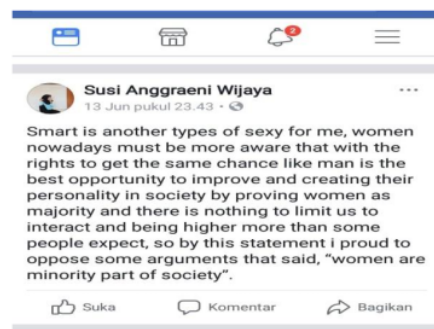 2
Susi Anggraeni Wijaya
13 Jun pukul 23.43 ·
Smart is another types of sexy for me, women
nowadays must be more aware that with the
rights to get the same chance like man is the
best opportunity to improve and creating their
personality in society by proving women as
majority and there is nothing to limit us to
interact and being higher more than some
people expect, so by this statement i proud to
oppose some arguments that said, "women are
minority part of society".
Suka Komentar Bagikan